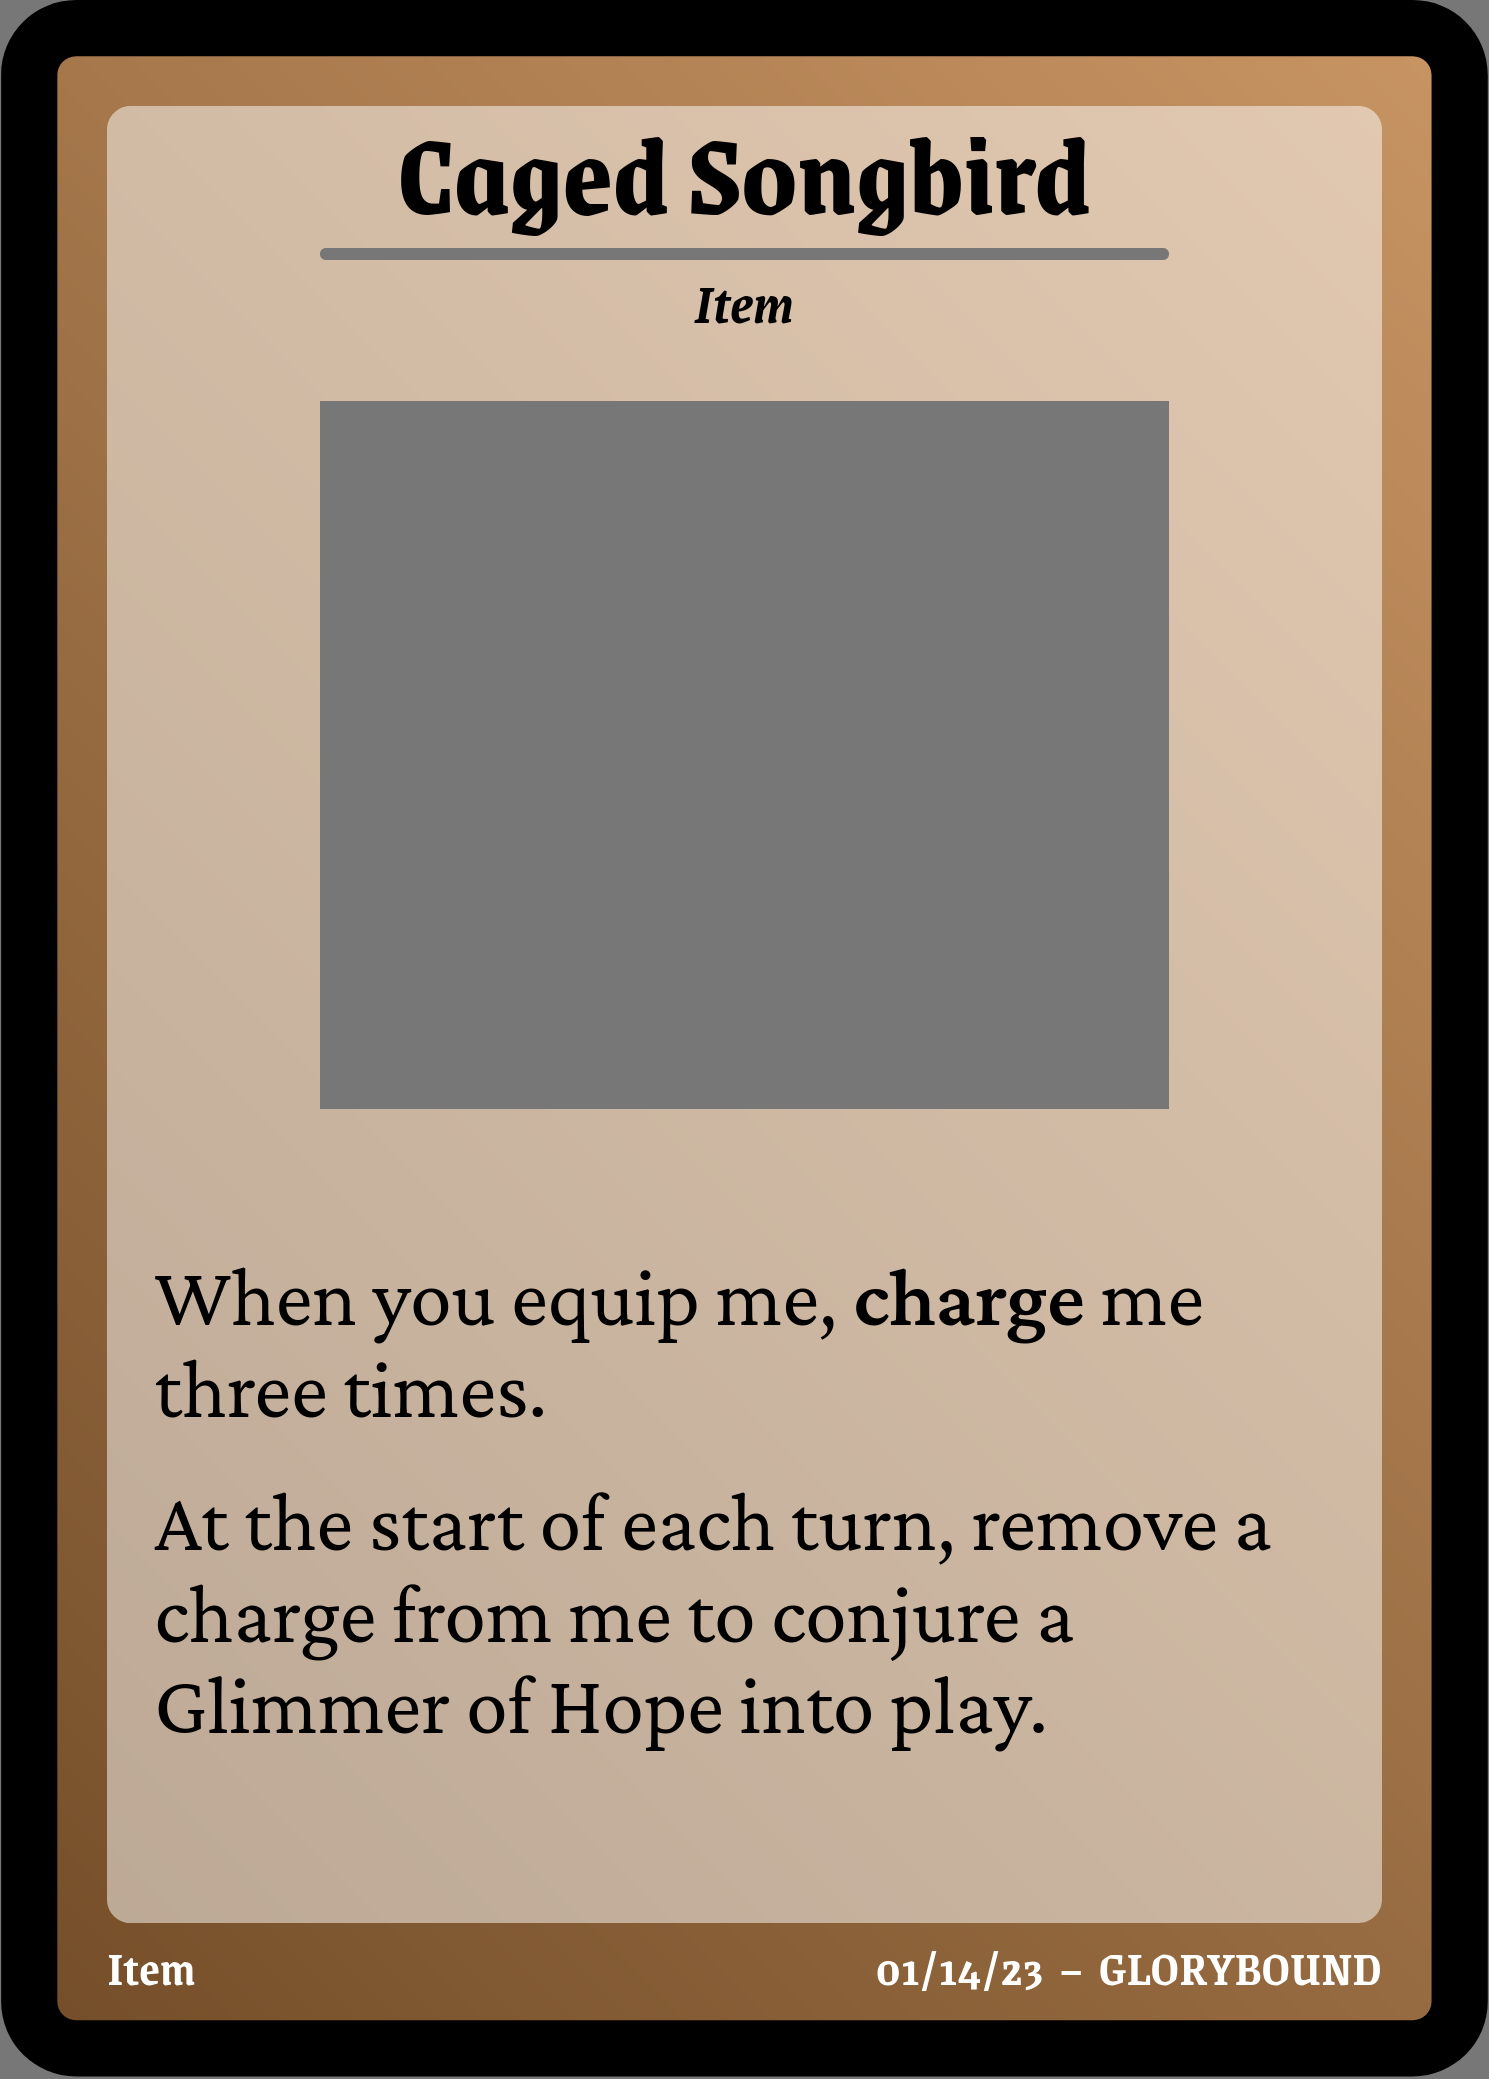 Caged Songbird
Item
When you equip me, charge me
three times.
At the start of each turn, remove a
charge from me to conjure a
Glimmer of Hope into play.
Item
01/14/23 – GLORYBOUND